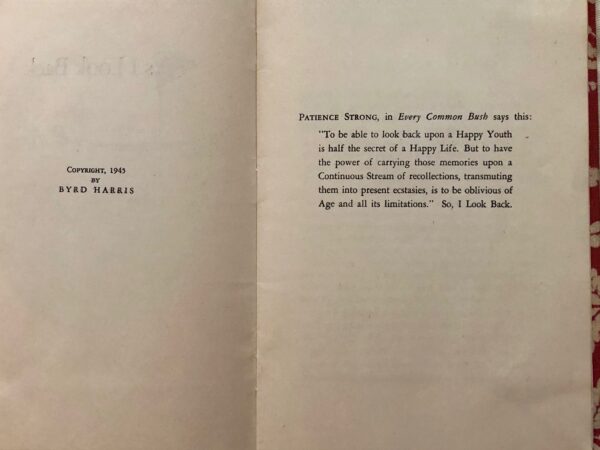 As I Look Back
COPYRIGHT, 1945
BY
BYRD HARRIS
PATIENCE STRONG, in Every Common Bush says this:
"To be able to look back upon a Happy Youth
is half the secret of a Happy Life. But to have
the power of carrying those memories upon a
Continuous Stream of recollections, transmuting
them into present ecstasies, is to be oblivious of
Age and all its limitations." So, I Look Back.